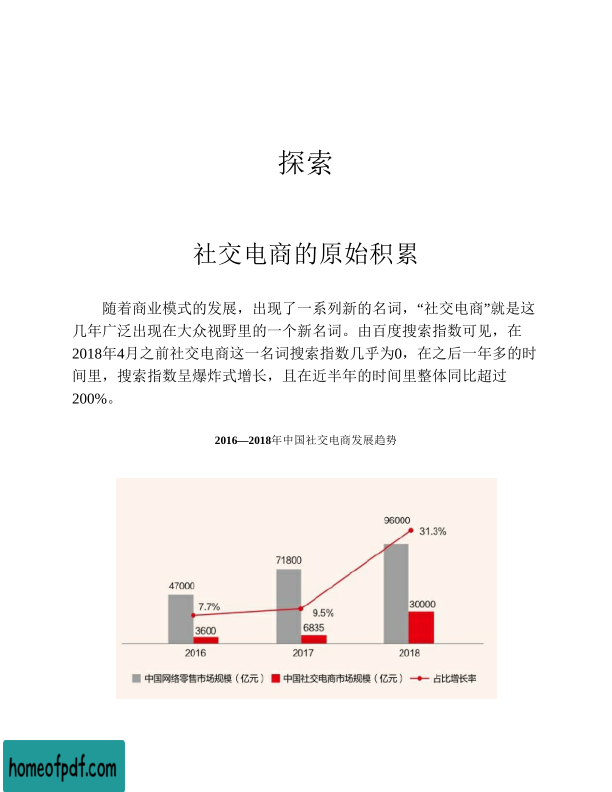 探索
社交电商的原始积累
随着商业模式的发展，出现了一系列新的名词，“社交电商”就是这
几年广泛出现在大众视野里的一个新名词。由百度搜索指数可见，在
2018年4月之前社交电商这一名词搜索指数几乎为0，在之后一年多的时
间里，搜索指数呈爆炸式增长，且在近半年的时间里整体同比超过
200%。
2016—2018年中国社交电商发展趋势
96000
31.3%
71800
47000
7.7%
9.5%
30000
3600
6835
2016 2017 2018
中国网络零售市场规模（亿元） 中国社交电商市场规模（亿元） 占比增长率
homeofpdf.com